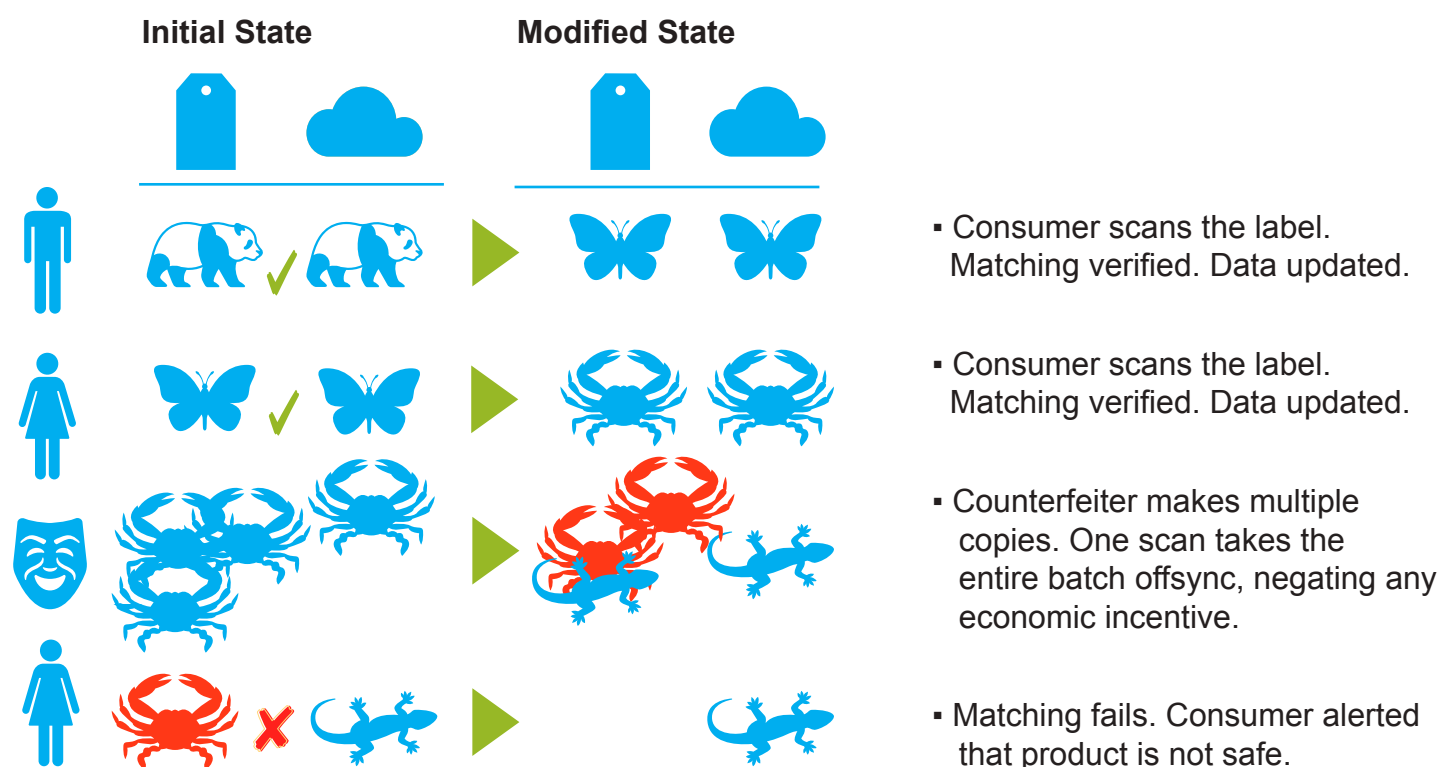 Initial State
Modified State
▪ Consumer scans the label.
Matching verified. Data updated.
▪ Consumer scans the label.
Matching verified. Data updated.
▪ Counterfeiter makes multiple
copies. One scan takes the
entire batch offsync, negating any
economic incentive.
▪ Matching fails. Consumer alerted
that product is not safe.